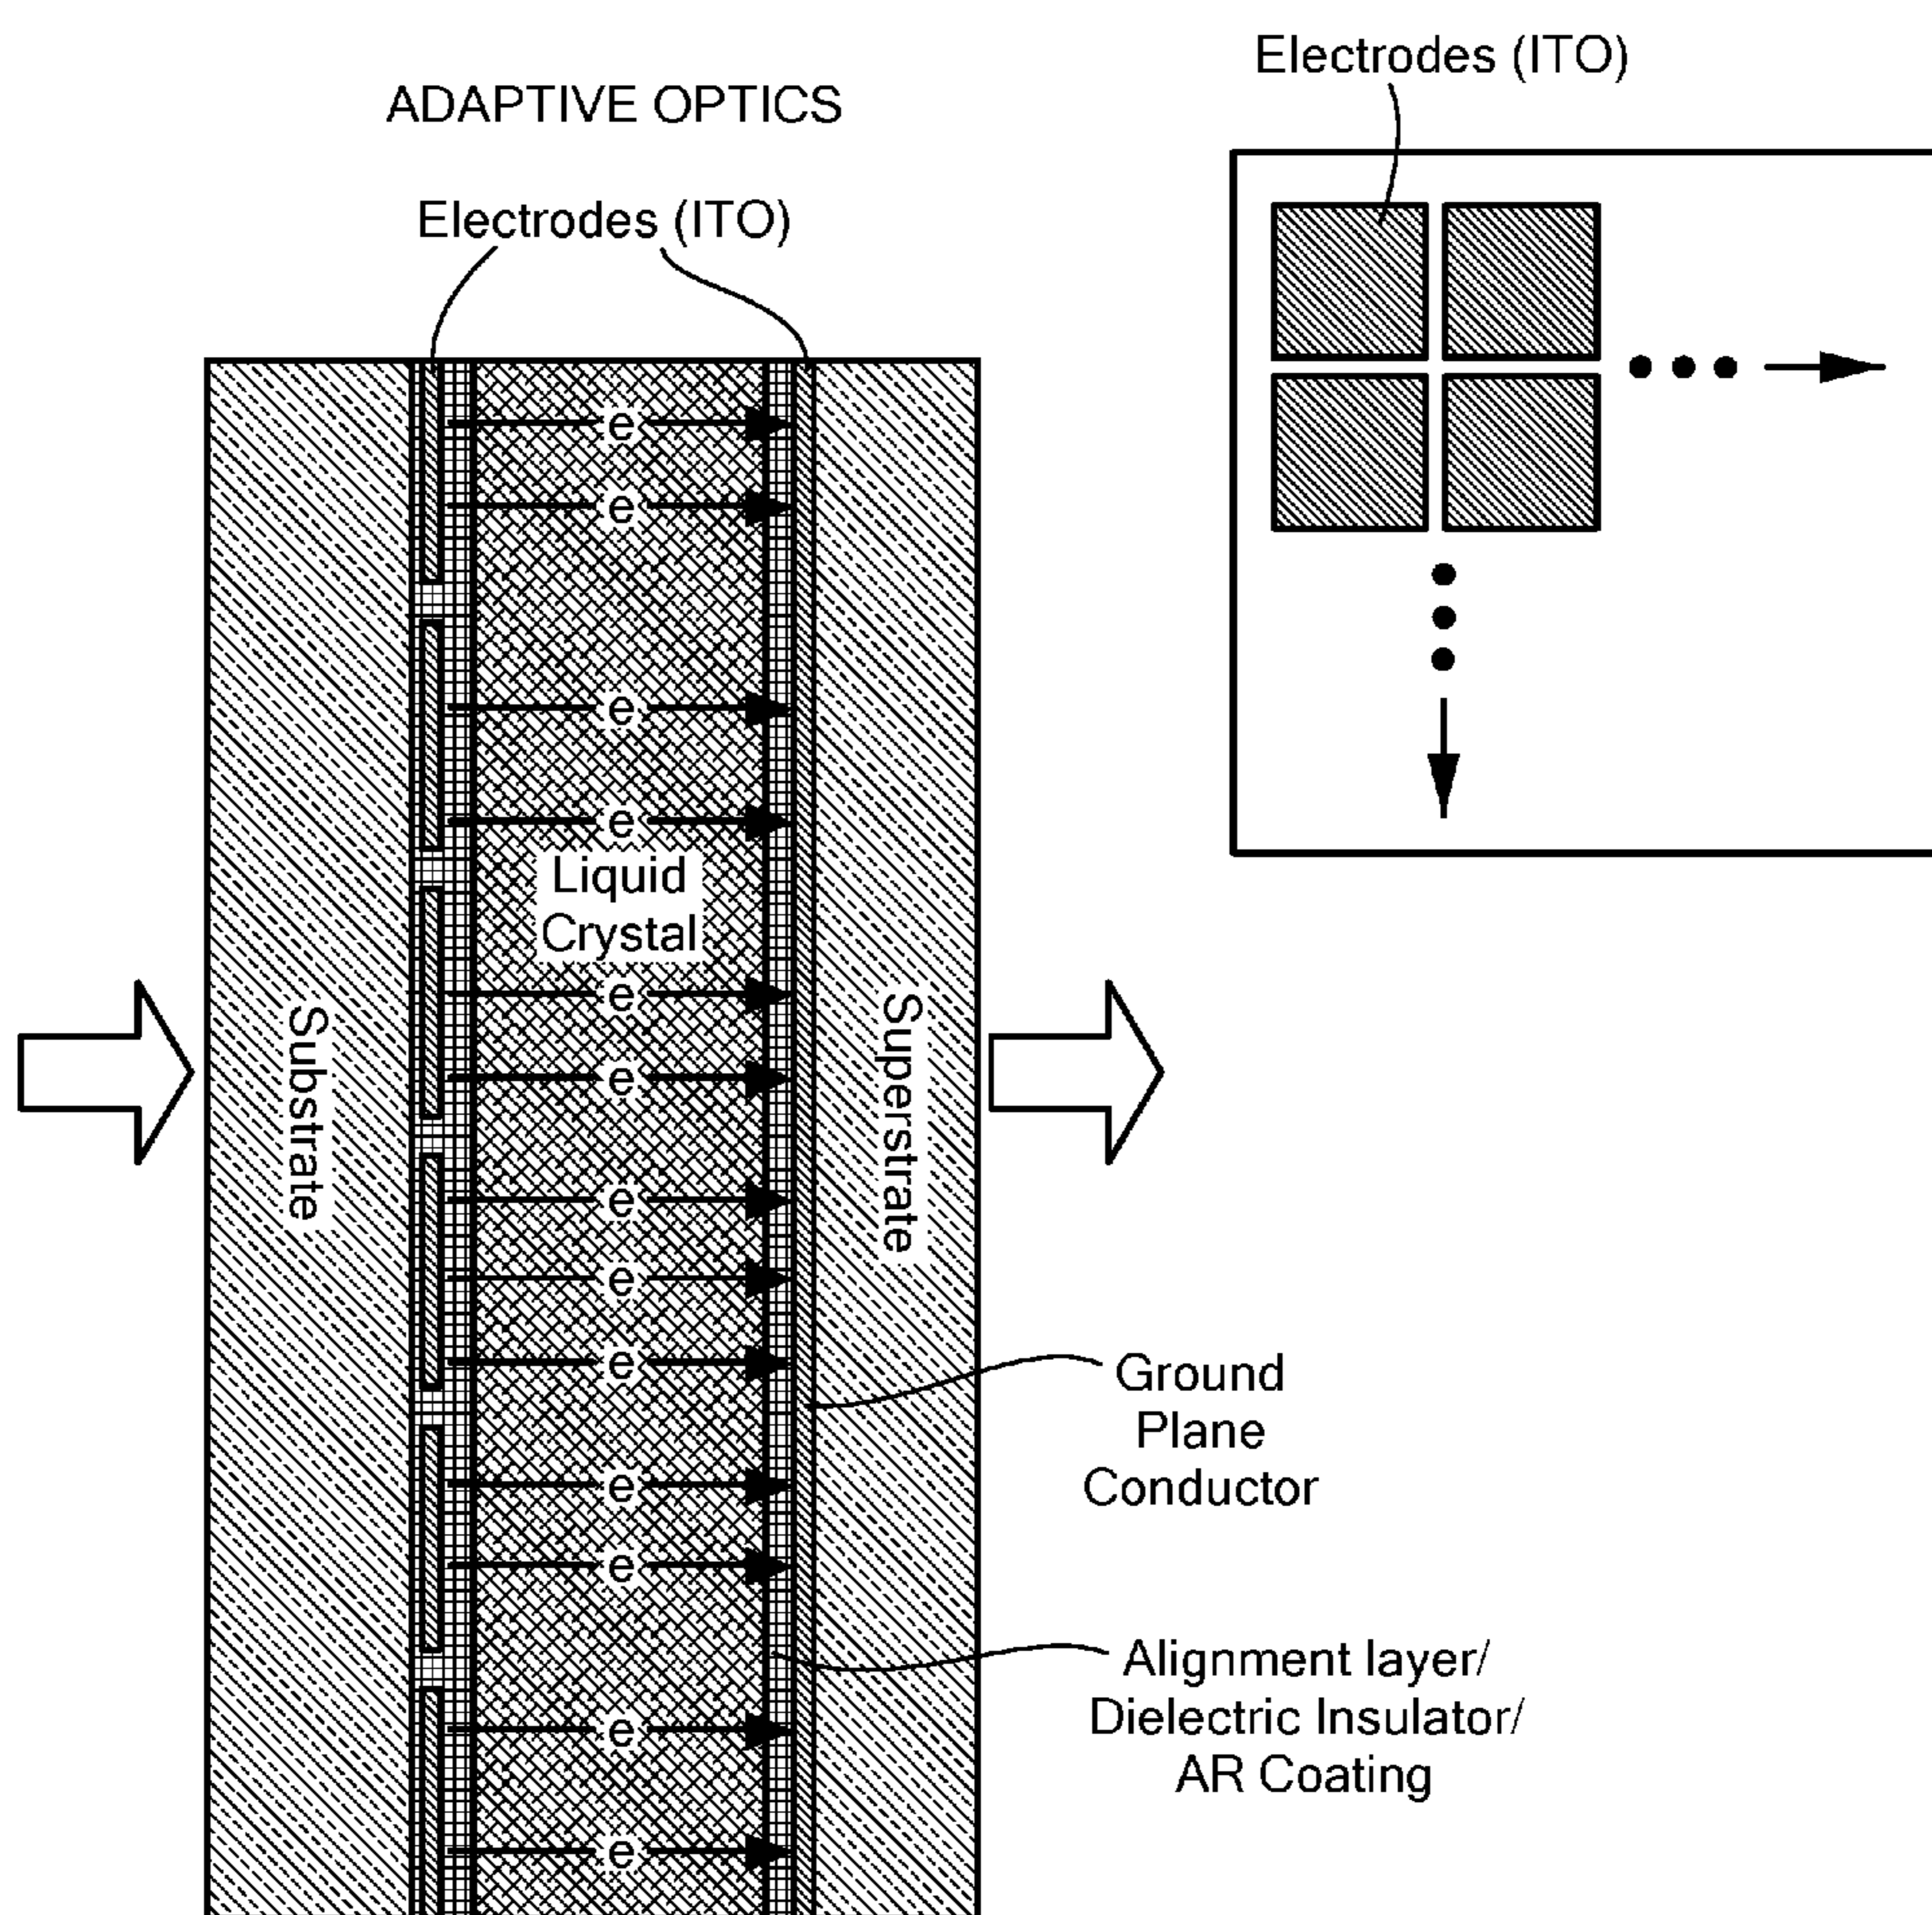 Electrodes (ITO)
ADAPTIVE OPTICS
Electrodes (ITO)
e
e
e
e
Liquid
Crystal
e
e
Substrate
Superstrate
e
e
e
Ground
Plane
Conductor
e
e
Alignment layer/
Dielectric Insulator/
AR Coating
e
e